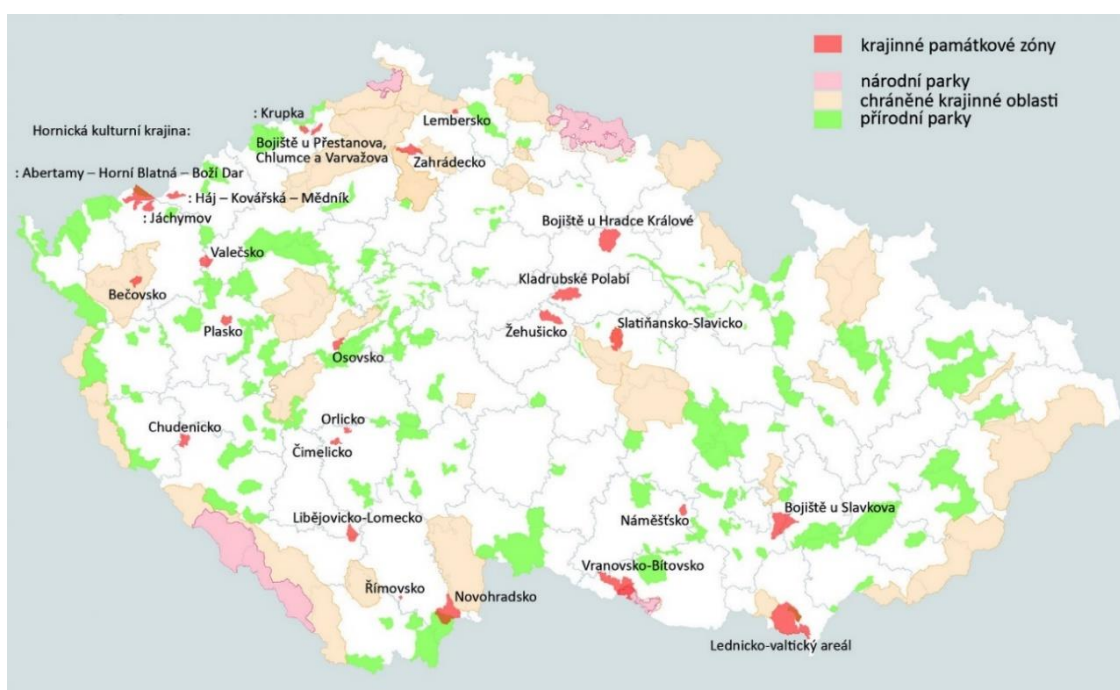 krajinné památkové zóny
národní parky
chráněné krajinné oblasti
přírodní parky
: Krupka
Hornická kulturní krajina:
Lembersko
Bojiště u Přestanova,
Chlumce a Varvažova
Zahrádecko
: Abertamy – Horní Blatná – Boží Dar
: Háj – Kovářská – Mědník
: Jáchymov
Bojiště u Hradce Králové
Valečsko
Kladrubské Polabí
Bečovsko
Žehušicko
Slatiňansko-Slavicko
Plasko
Osovsko
Orlicko
Chudenicko
Čimelicko
Bojiště u Slavkova
Libějovicko-Lomecko
Náměšťsko
Vranovsko-Bítovsko
Římovsko
Novohradsko
Lednicko-valtický areál